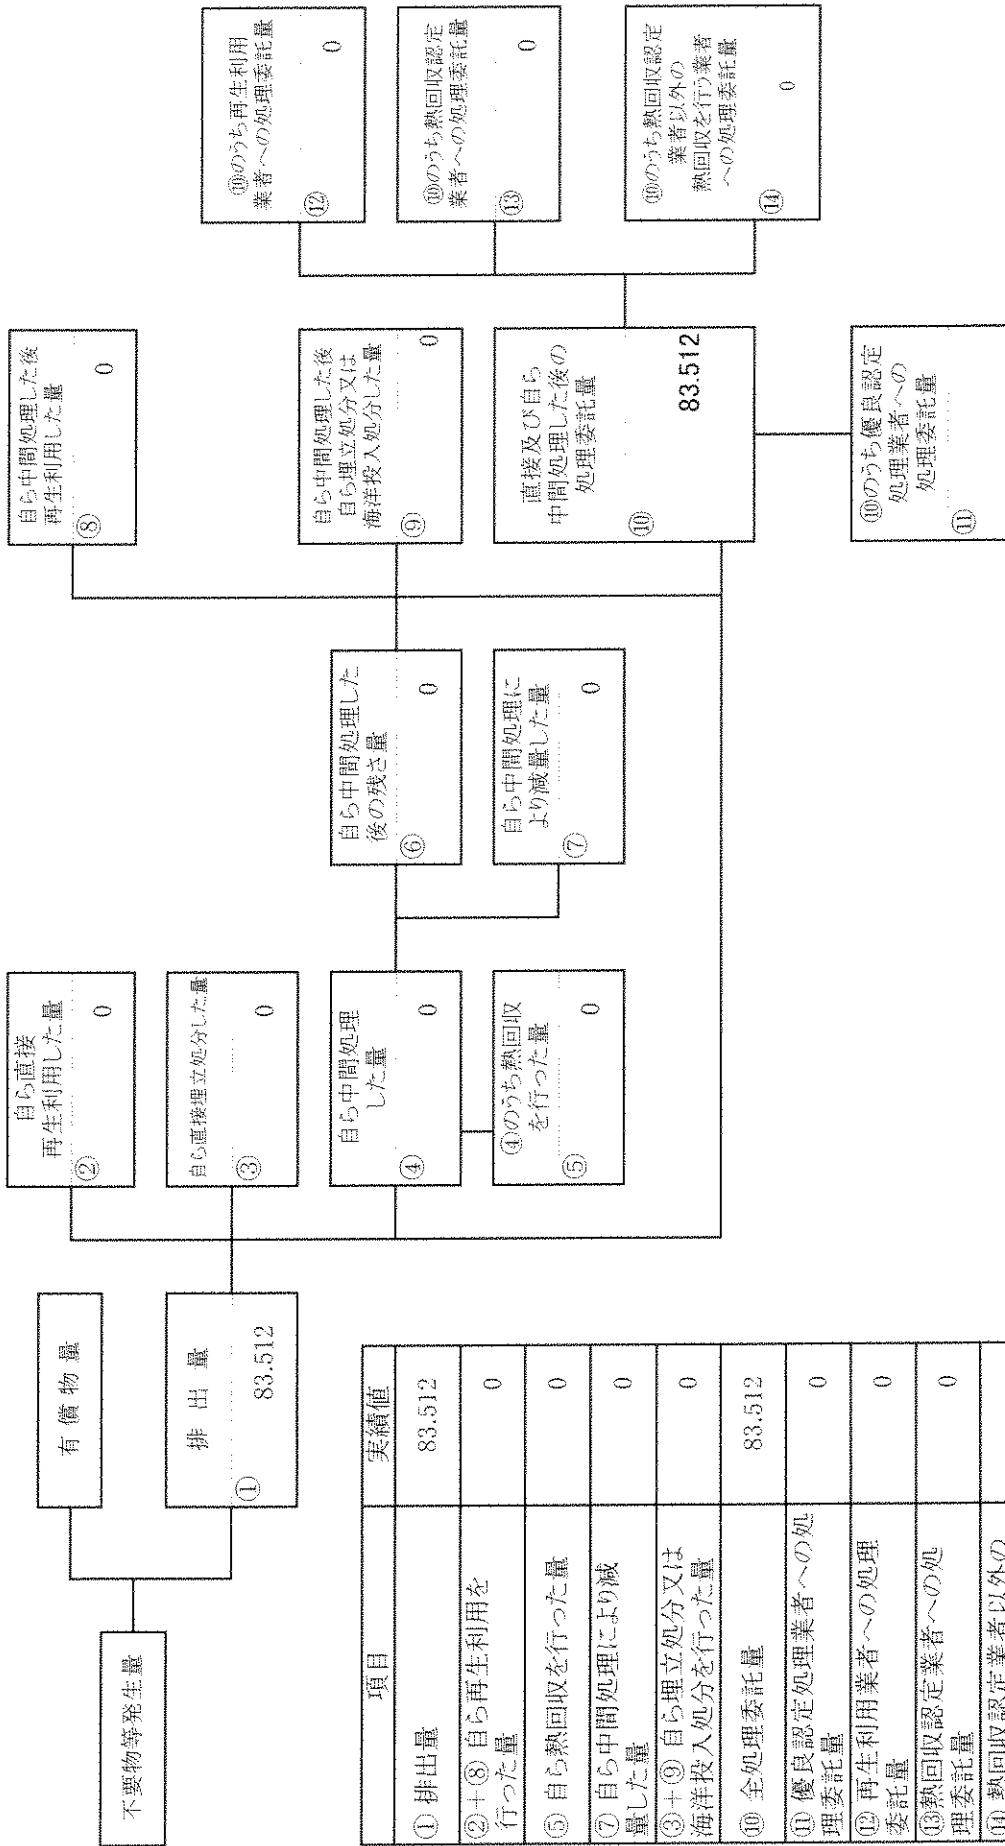 不要物等発生量
有 償 物 量
排 出 量
①
83.512
自ら直接
再生利用した量
②
0
自ら直接埋立処分した量
③
0
自ら中間処理
した量
④
0
④のうち熱回収
を行った量
⑤
0
自ら中間処理した
後の残さ量
⑥
0
自ら中間処理に
より減量した量
⑦
0
自ら中間処理した後
再生利用した量
⑧
0
自ら中間処理した後
自ら埋立処分又は
海洋投入処分した量
⑨
0
直接及び自ら
中間処理した後の
処理委託量
⑩
83.512
⑩のうち優良認定
処理業者への
処理委託量
⑪
⑩のうち再生利用
業者への処理委託量
⑫
0
⑩のうち熱回収認定
業者への処理委託量
⑬
0
⑩のうち熱回収認定
業者以外の
熱回収を行う業者
への処理委託量
⑭
0
項目 実績値
① 排出量 83.512
②+⑧ 自ら再生利用を
行った量 0
⑤ 自ら熱回収を行った量 0
⑦ 自ら中間処理により減
量した量 0
③+⑨ 自ら埋立処分又は
海洋投入処分を行った量 0
⑩ 全処理委託量 83.512
⑪ 優良認定処理業者への処
理委託量 0
⑫ 再生利用業者への処理
委託量 0
⑬熱回収認定業者への処
理委託量 0
⑭ 熱回収認定業者以外の